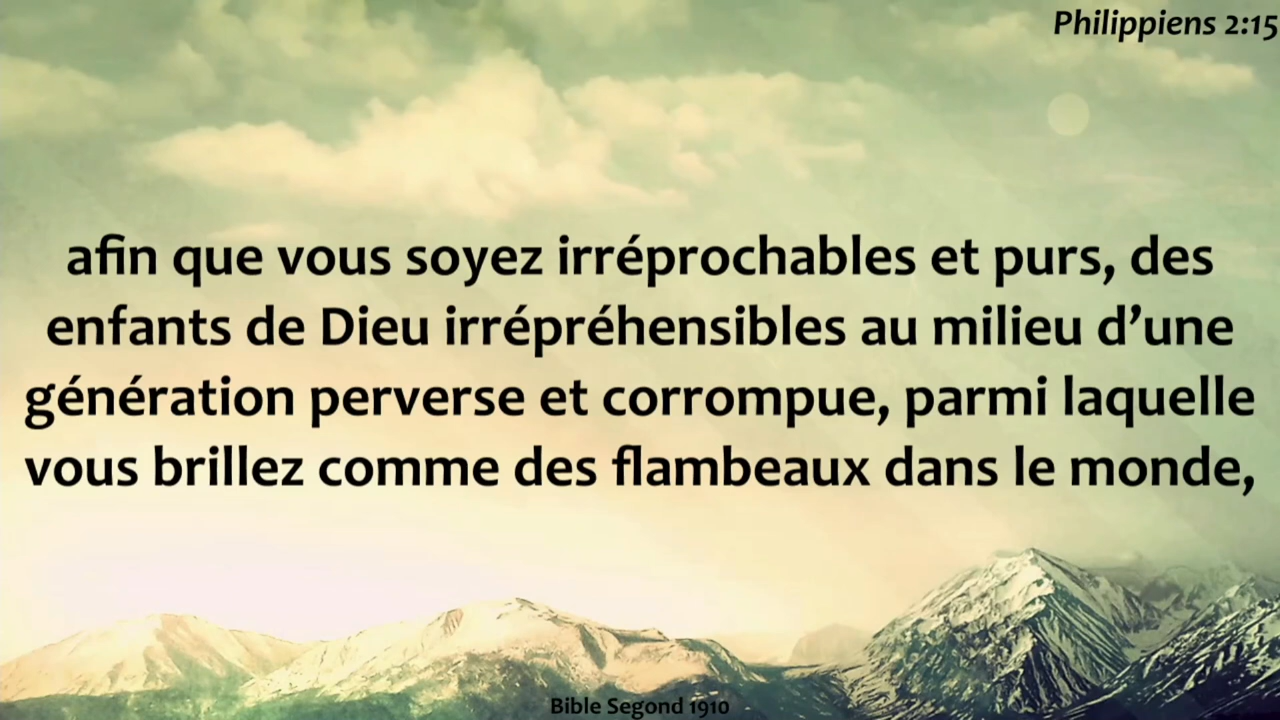 Philippiens 2:15
afin que vous soyez irréprochables et purs, des
enfants de Dieu irrépréhensibles au milieu d’une
génération perverse et corrompue, parmi laquelle
vous brillez comme des flambeaux dans le monde,
Bible Segond 1910